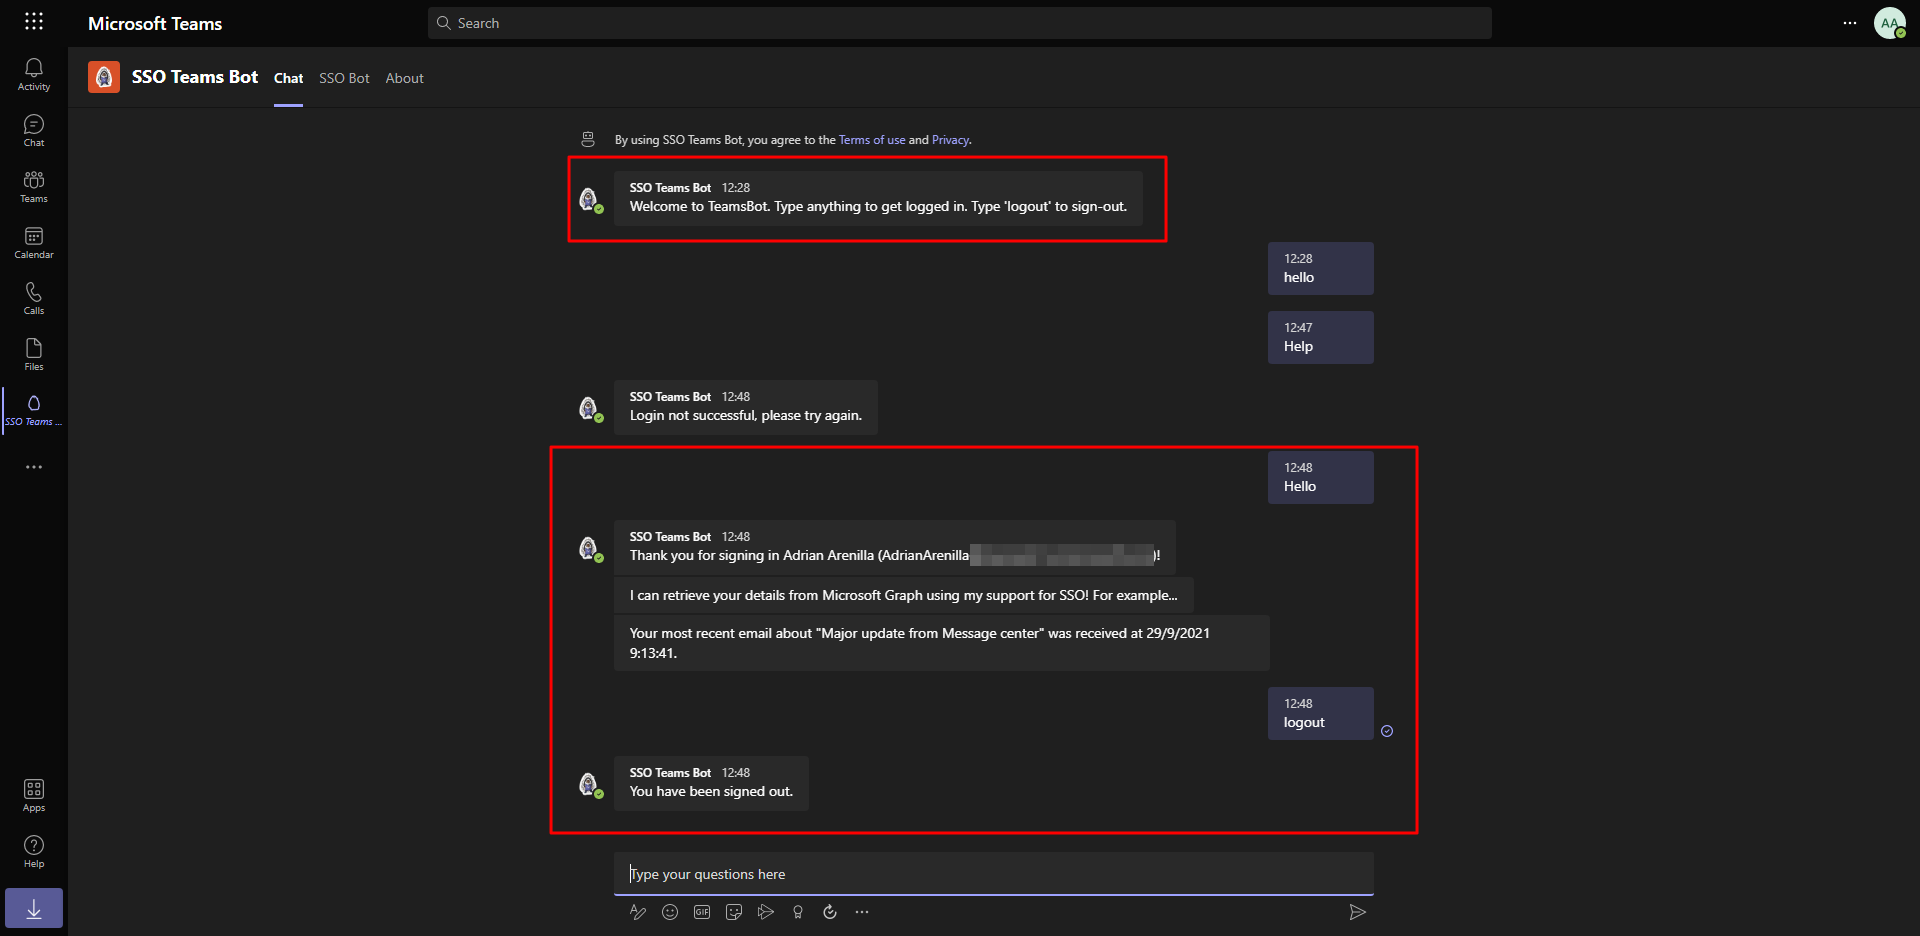 Microsoft Teams
Search
AA
Activity
Chat
Teams
Calendar
Calls
Files
SSO Teams ...
Apps
Help
SSO Teams Bot Chat SSO Bot About
By using SSO Teams Bot, you agree to the Terms of use and Privacy.
SSO Teams Bot 12:28
Welcome to TeamsBot. Type anything to get logged in. Type 'logout' to sign-out.
12:28
hello
12:47
Help
SSO Teams Bot 12:48
Login not successful, please try again.
12:48
Hello
SSO Teams Bot 12:48
Thank you for signing in Adrian Arenilla (AdrianArenilla )!
I can retrieve your details from Microsoft Graph using my support for SSO! For example...
Your most recent email about "Major update from Message center" was received at 29/9/2021
9:13:41.
12:48
logout
SSO Teams Bot 12:48
You have been signed out.
Type your questions here
GIF